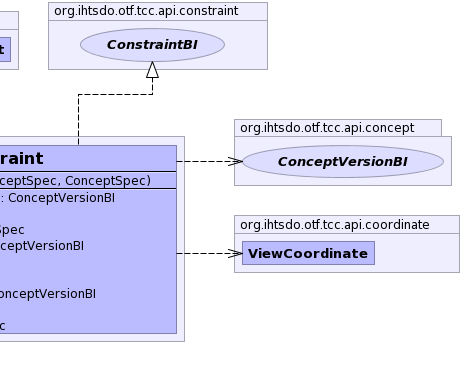 org.ihtsdo.otf.tcc.api.constraint
ConstraintBI
t
org.ihtsdo.otf.tcc.api.concept
ConceptVersionBI
raint
ceptSpec, ConceptSpec)
: ConceptVersionBI
Spec
ceptVersionBI
onceptVersionBI
c
org.ihtsdo.otf.tcc.api.coordinate
ViewCoordinate